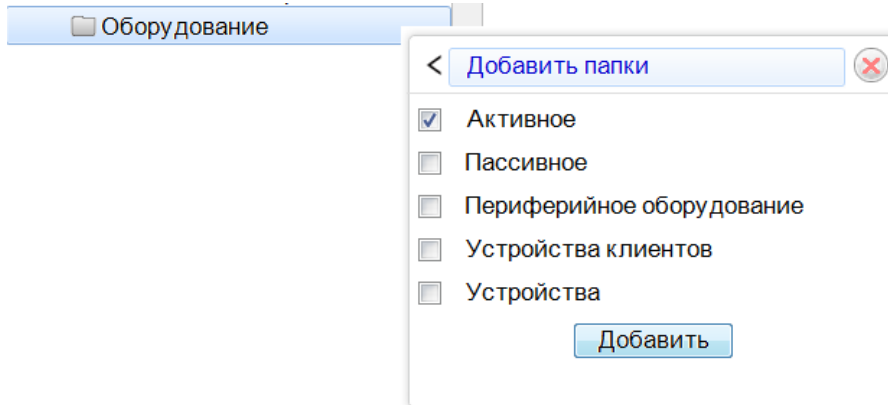 Оборудование
< Добавить папки
Активное
Пассивное
Периферийное оборудование
Устройства клиентов
Устройства
Добавить